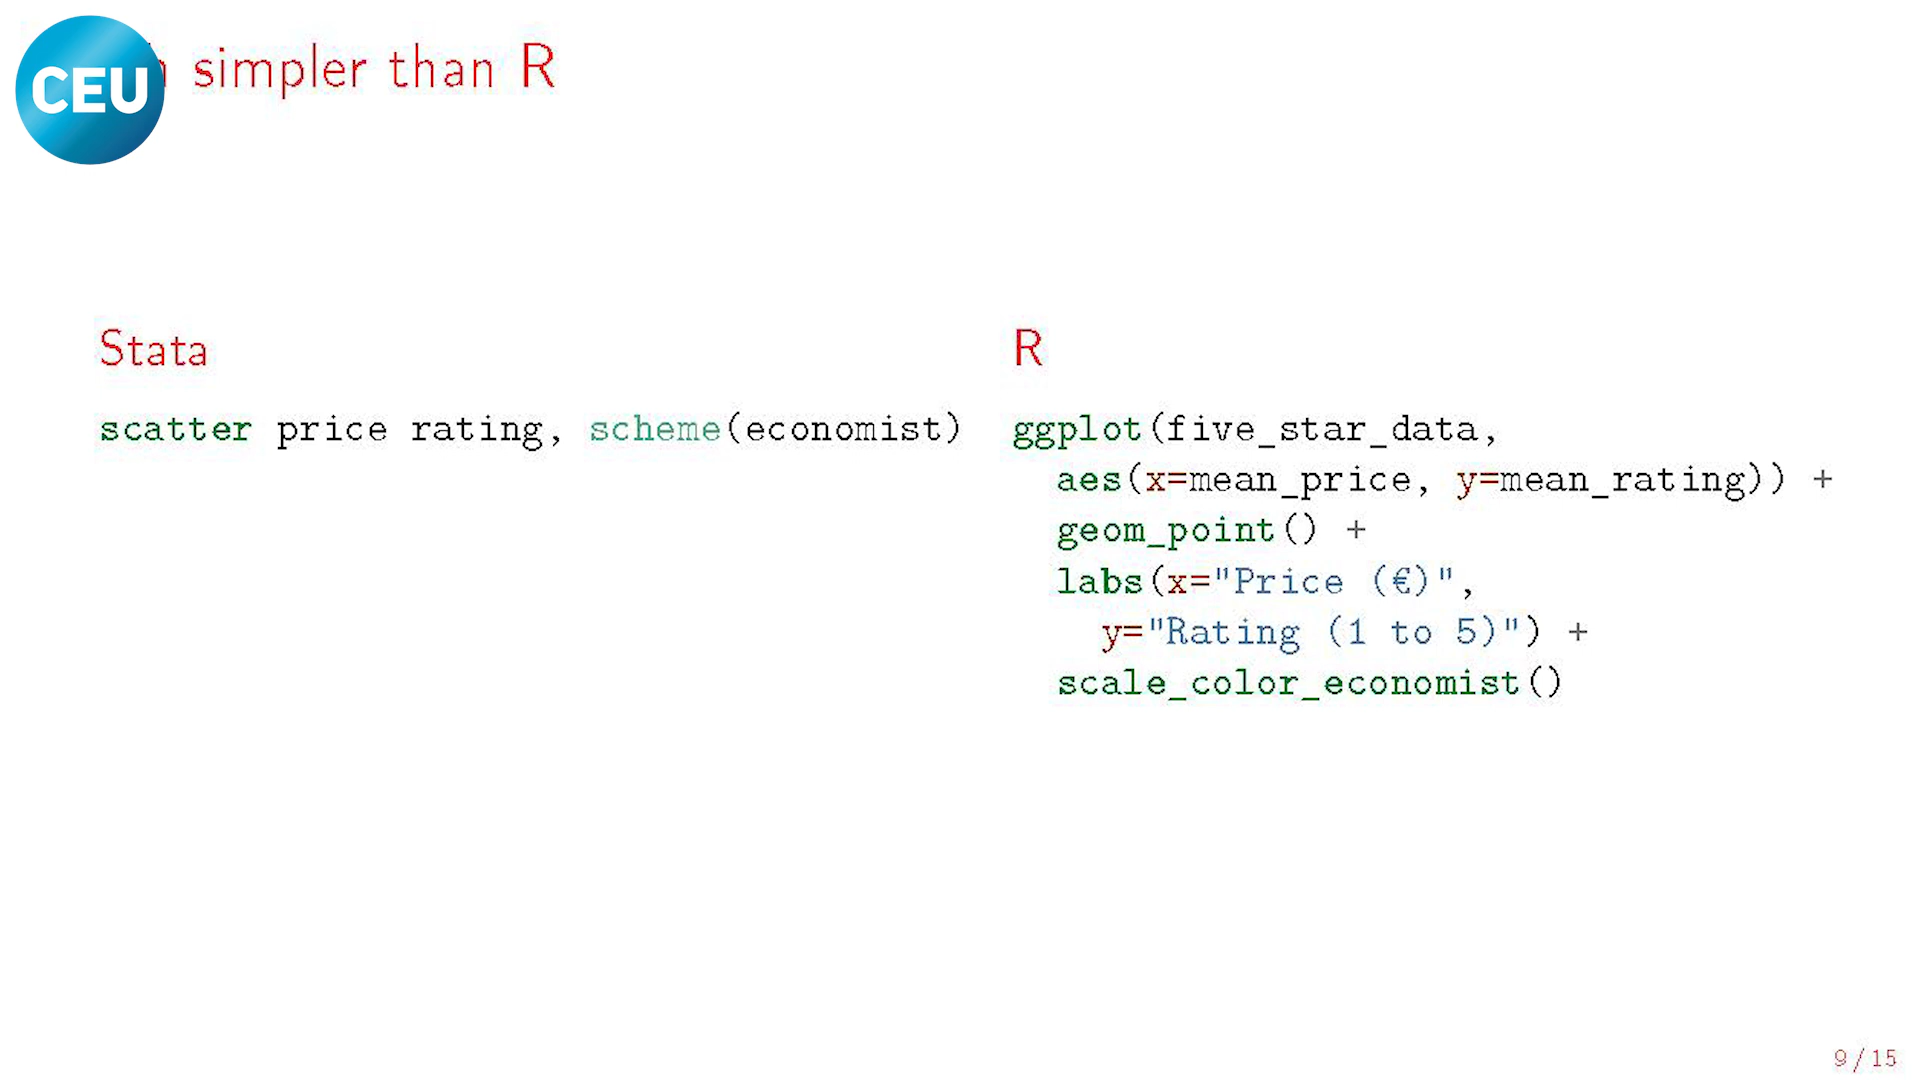 CEU
simpler than R
Stata
scatter price rating, scheme(economist)
R
ggplot(five_star_data,
aes(x=mean_price, y=mean_rating)) +
geom_point() +
labs(x="Price (€)",
y="Rating (1 to 5)") +
scale_color_economist()
9 / 15